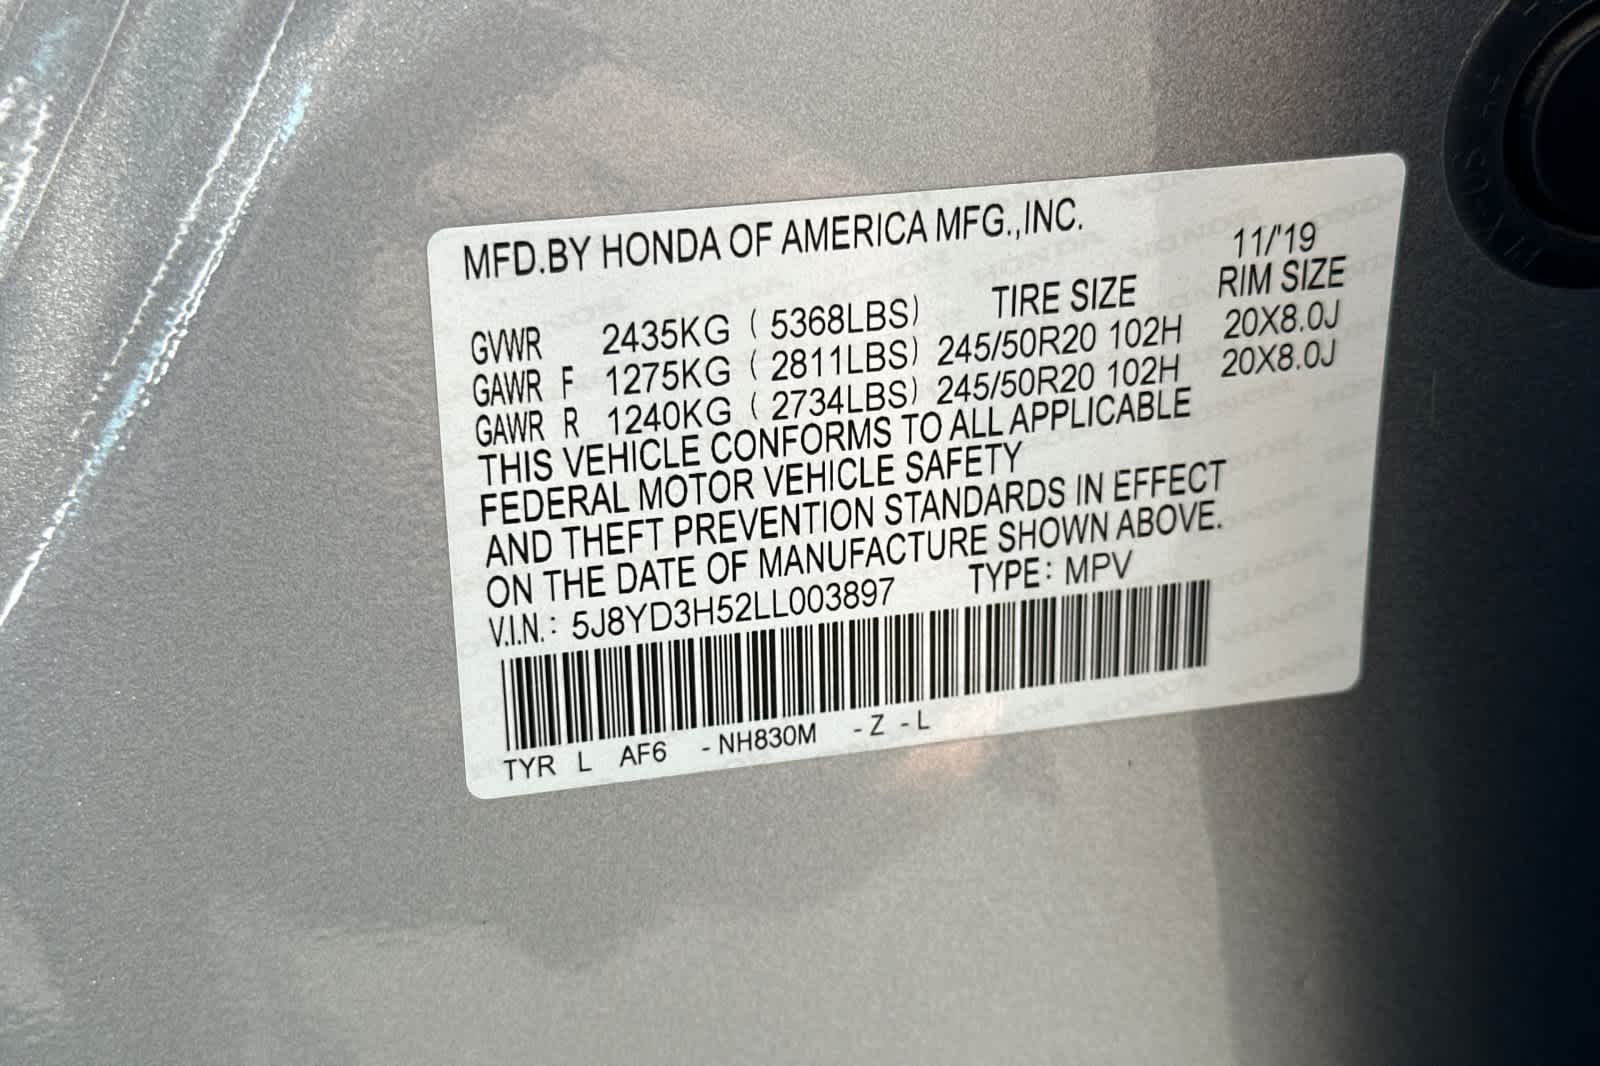 MFD.BY HONDA OF AMERICA MFG.,INC.
11/'19
TIRE SIZE RIM SIZE
GVWR 2435KG ( 5368LBS)
GAWR F 1275KG ( 2811LBS) 245/50R20 102H 20X8.0J
GAWR R 1240KG ( 2734LBS) 245/50R20 102H 20X8.0J
THIS VEHICLE CONFORMS TO ALL APPLICABLE
FEDERAL MOTOR VEHICLE SAFETY
AND THEFT PREVENTION STANDARDS IN EFFECT
ON THE DATE OF MANUFACTURE SHOWN ABOVE.
V.I.N.: 5J8YD3H52LL003897 TYPE: MPV
TYR L AF6 -NH830M -Z -L